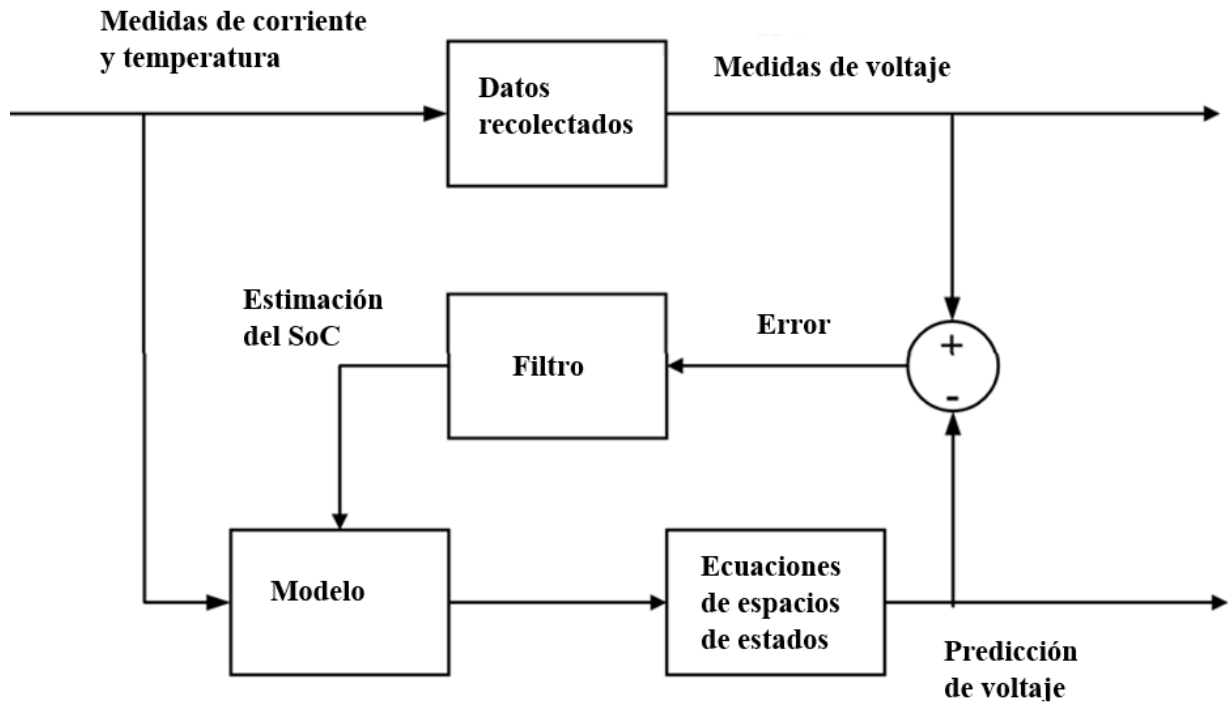 Medidas de corriente
y temperatura
Datos
recolectados
Medidas de voltaje
Estimación
del SoC
Filtro
Error
+
-
Modelo
Ecuaciones
de espacios
de estados
Predicción
de voltaje